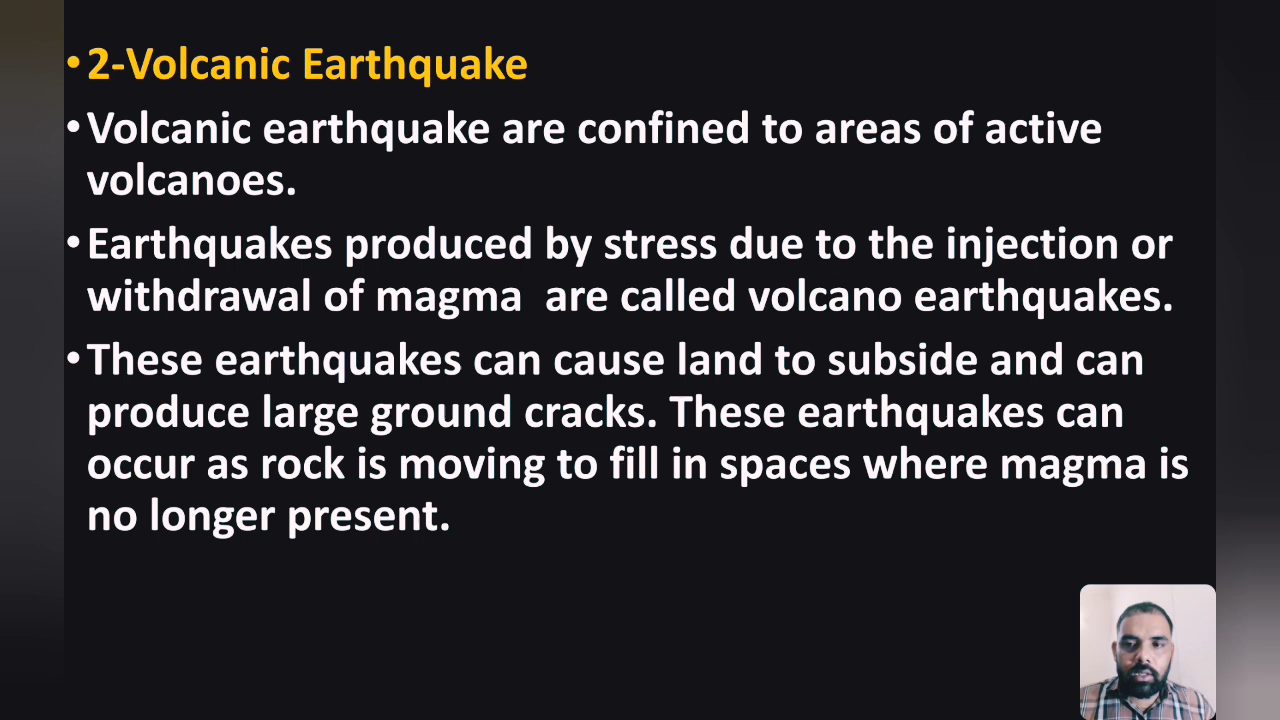 • 2-Volcanic Earthquake
• Volcanic earthquake are confined to areas of active
volcanoes.
• Earthquakes produced by stress due to the injection or
withdrawal of magma  are called volcano earthquakes.
• These earthquakes can cause land to subside and can
produce large ground cracks. These earthquakes can
occur as rock is moving to fill in spaces where magma is
no longer present.